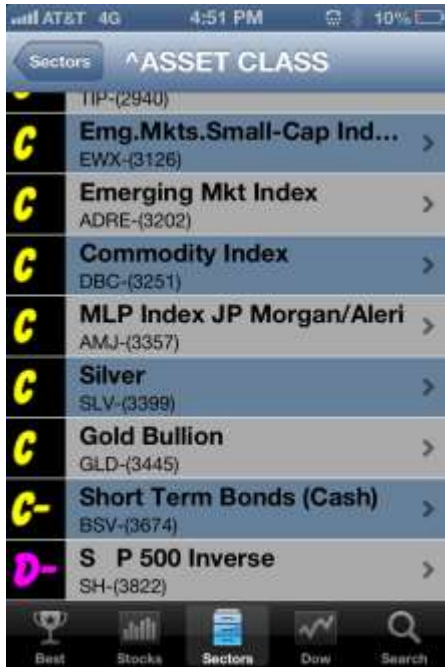 AT&T 4G 4:51 PM 10%
Sectors ^ASSET CLASS
C
TIP-(2940)
C Emg.Mkts.Small-Cap Ind...
EWX-(3126)
C Emerging Mkt Index
ADRE-(3202)
C Commodity Index
DBC-(3251)
C MLP Index JP Morgan/Aleri
AMJ-(3357)
C Silver
SLV-(3399)
C Gold Bullion
GLD-(3445)
C- Short Term Bonds (Cash)
BSV-(3674)
D- S P 500 Inverse
SH-(3822)
Best Stocks Sectors Dow Search